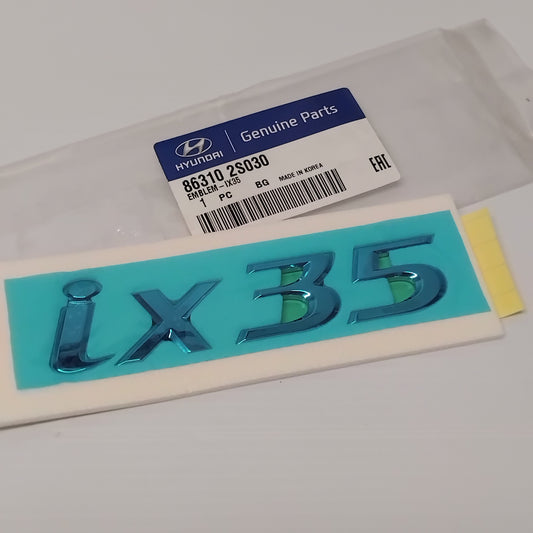 HYUNDAI
Genuine Parts
86310 2S030
EMBLEM-IX35
1 PC BG MADE IN KOREA
EAC
ix35